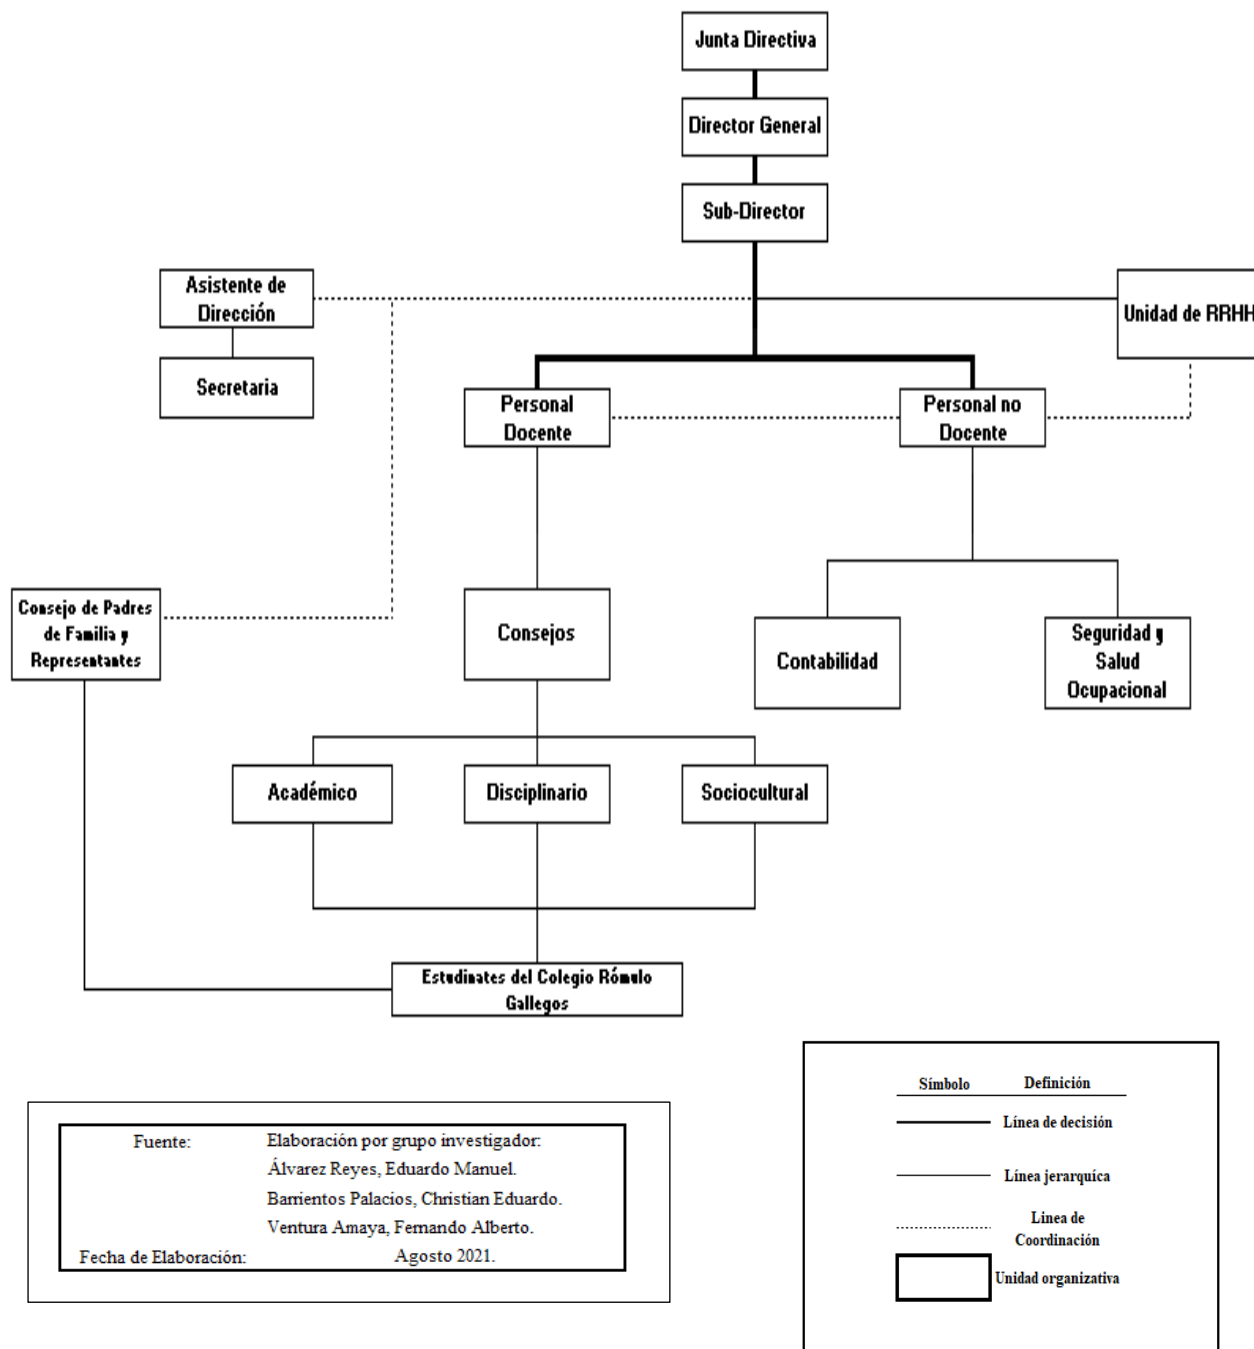 Junta Directiva
Director General
Sub-Director
Asistente de
Dirección
Unidad de RRHH
Secretaria
Personal
Docente
Personal no
Docente
Consejo de Padres
de Familia y
Representantes
Consejos
Contabilidad
Seguridad y
Salud
Ocupacional
Académico
Disciplinario
Sociocultural
Estudinates del Colegio Rómulo
Gallegos
Fuente: Elaboración por grupo investigador:
Álvarez Reyes, Eduardo Manuel.
Barrientos Palacios, Christian Eduardo.
Ventura Amaya, Fernando Alberto.
Fecha de Elaboración: Agosto 2021.
Símbolo Definición
Línea de decisión
Línea jerarquíca
Linea de
Coordinación
Unidad organizativa